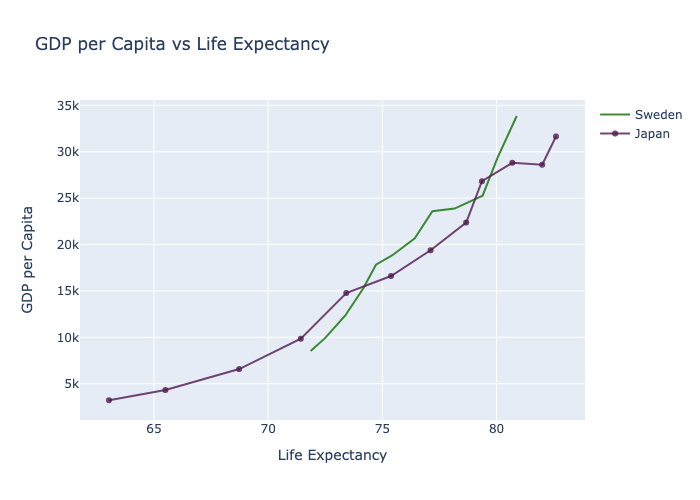 GDP per Capita vs Life Expectancy
35k
30k
25k
20k
15k
10k
5k
GDP per Capita
65
70
75
80
Life Expectancy
Sweden
Japan